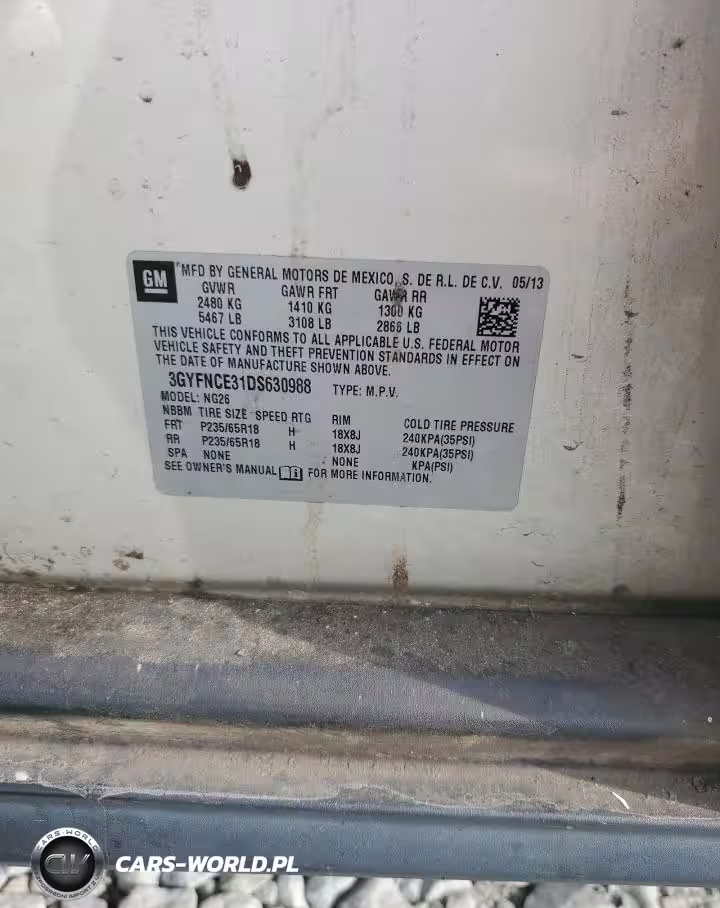 GM
*MFD BY GENERAL MOTORS DE MEXICO, S. DE R.L. DE C.V. 05/13
GVWR GAWR FRT GAWR RR
2480 KG 1410 KG 1300 KG
5467 LB 3108 LB 2866 LB
THIS VEHICLE CONFORMS TO ALL APPLICABLE U.S. FEDERAL MOTOR
VEHICLE SAFETY AND THEFT PREVENTION STANDARDS IN EFFECT ON
THE DATE OF MANUFACTURE SHOWN ABOVE.
3GYFNCE31DS630988 TYPE: M.P.V.
MODEL: NG26
NBBM TIRE SIZE SPEED RTG RIM COLD TIRE PRESSURE
FRT P235/65R18 H 18X8J 240KPA(35PSI)
RR P235/65R18 H 18X8J 240KPA(35PSI)
SPA NONE NONE KPA(PSI)
SEE OWNER'S MANUAL FOR MORE INFORMATION.
CARS-WORLD
CW
CARS-WORLD.PL